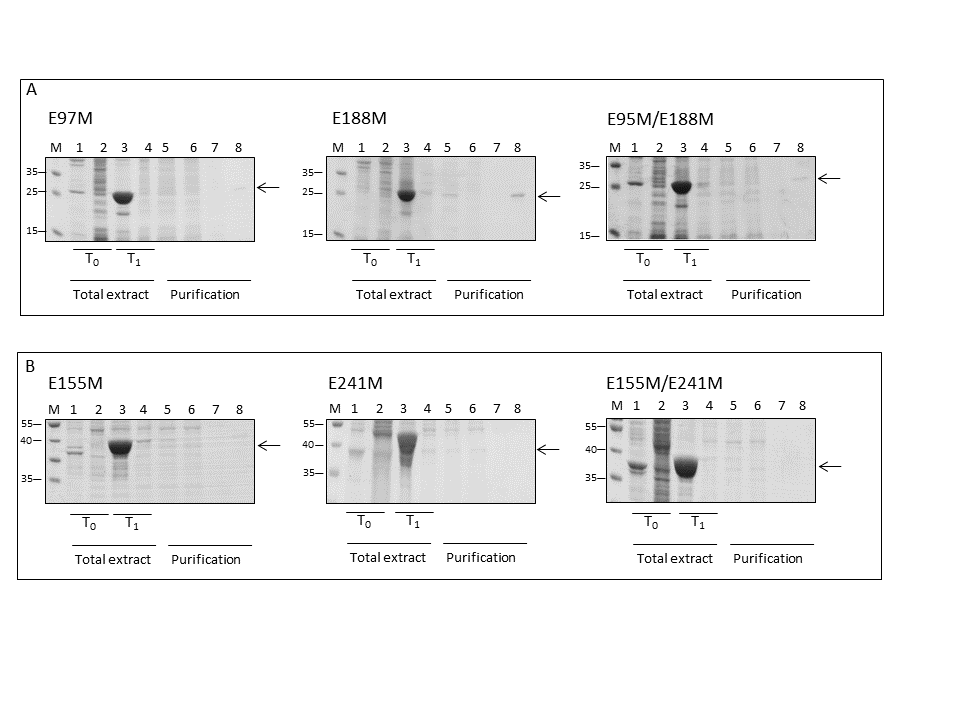 A
E97M
E188M
E95M/E188M
M 1 2 3 4 5 6 7 8
M 1 2 3 4 5 6 7 8
M 1 2 3 4 5 6 7 8
35
25
15
35
25
15
35
25
15
T0 T1
T0 T1
T0 T1
Total extract Purification
Total extract Purification
Total extract Purification
B
E155M
E241M
E155M/E241M
M 1 2 3 4 5 6 7 8
M 1 2 3 4 5 6 7 8
M 1 2 3 4 5 6 7 8
55
40
35
55
40
35
55
40
35
T0 T1
T0 T1
T0 T1
Total extract Purification
Total extract Purification
Total extract Purification